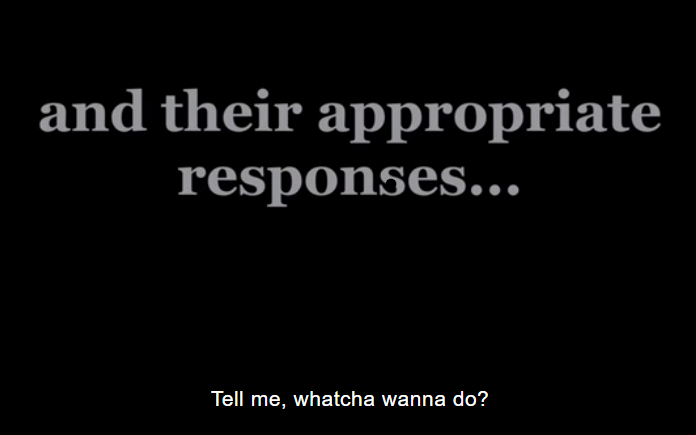 and their appropriate
responses...
Tell me, whatcha wanna do?